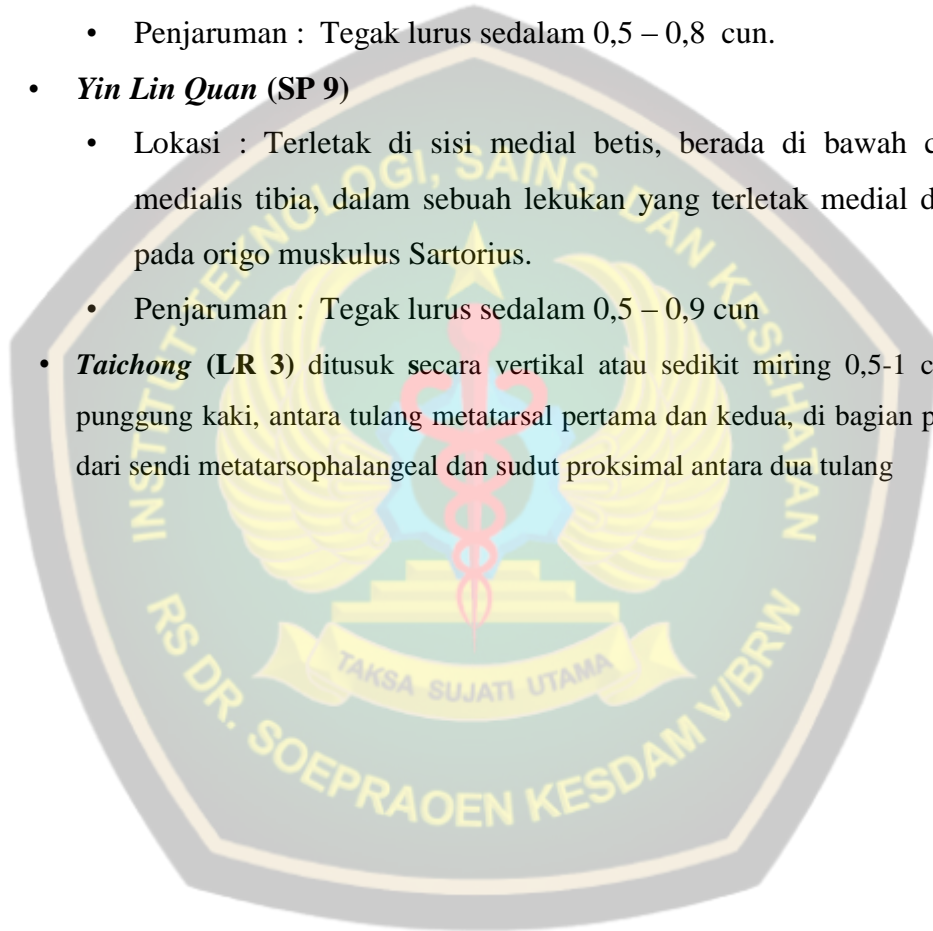 • Penjaruman : Tegak lurus sedalam 0,5 – 0,8 cun.
• Yin Lin Quan (SP 9)
• Lokasi : Terletak di sisi medial betis, berada di bawah c
medialis tibia, dalam sebuah lekukan yang terletak medial d
pada origo muskulus Sartorius.
• Penjaruman : Tegak lurus sedalam 0,5 – 0,9 cun
• Taichong (LR 3) ditusuk secara vertikal atau sedikit miring 0,5-1 c
punggung kaki, antara tulang metatarsal pertama dan kedua, di bagian p
dari sendi metatarsophalangeal dan sudut proksimal antara dua tulang
INSTITUT TEKNOLOGI, SAINS, DAN KESEHATAN
TAKSA SUJATI UTAMA
RS DR. SOEPRAOEN KESDAM V/BRW